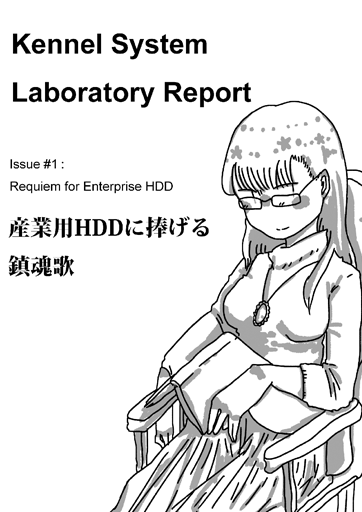 Kennel System
Laboratory Report
Issue #1 :
Requiem for Enterprise HDD
産業用HDDに捧げる
鎮魂歌